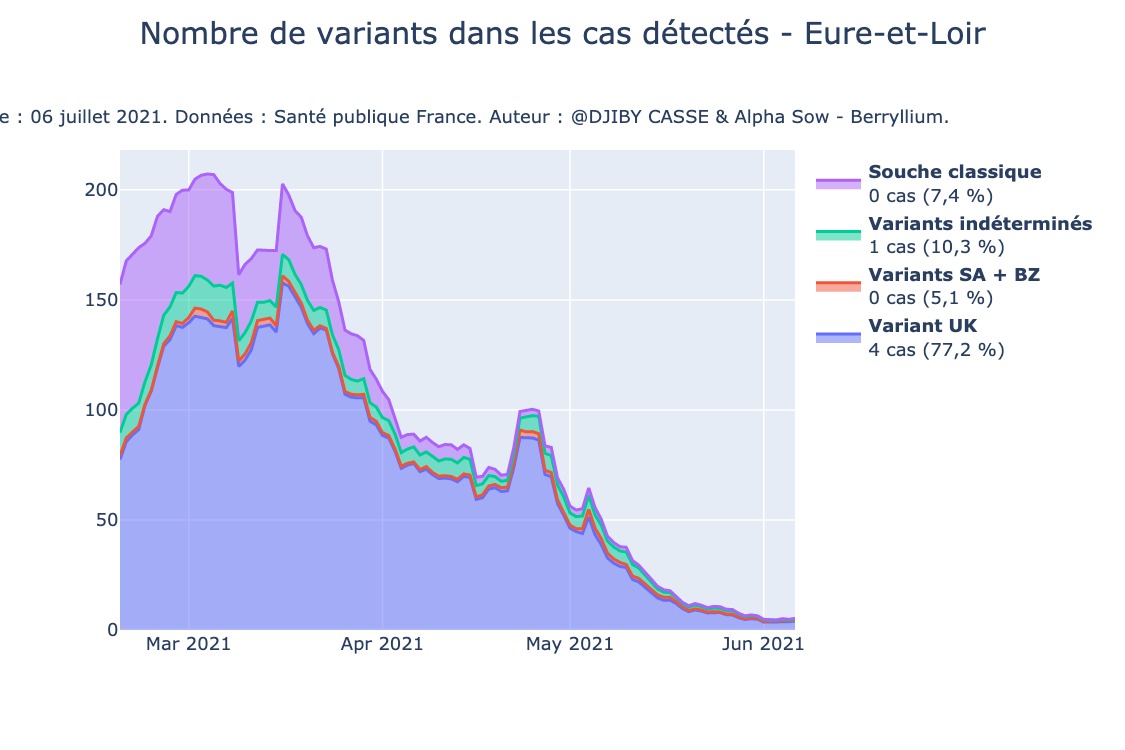 Nombre de variants dans les cas détectés - Eure-et-Loir
e : 06 juillet 2021. Données : Santé publique France. Auteur : @DJIBY CASSE & Alpha Sow - Berryllium.
200
150
100
50
0
Mar 2021
Apr 2021
May 2021
Jun 2021
Souche classique
0 cas (7,4 %)
Variants indéterminés
1 cas (10,3 %)
Variants SA + BZ
0 cas (5,1 %)
Variant UK
4 cas (77,2 %)